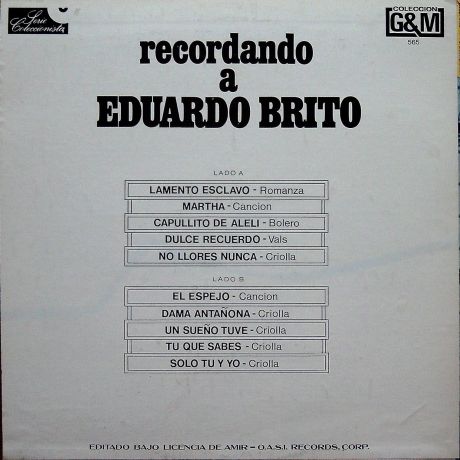 Serie
Coleccionista
COLECCION
G&M
565
recordando
a
EDUARDO BRITO
LADO A
LAMENTO ESCLAVO - Romanza
MARTHA - Cancion
CAPULLITO DE ALELI - Bolero
DULCE RECUERDO - Vals
NO LLORES NUNCA - Criolla
LADO B
EL ESPEJO - Cancion
DAMA ANTAÑONA - Criolla
UN SUEÑO TUVE - Criolla
TU QUE SABES - Criolla
SOLO TU Y YO - Criolla
EDITADO BAJO LICENCIA DE AMIR - O.A.S.I. RECORDS, CORP.